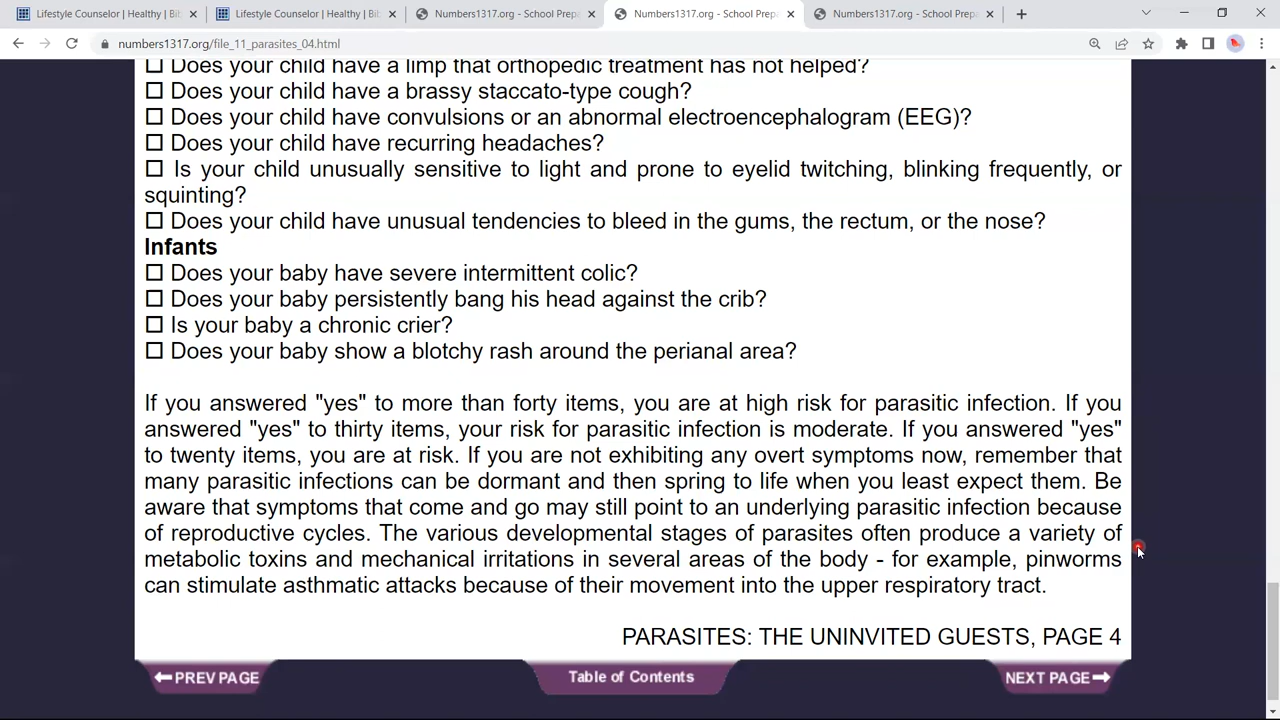 Lifestyle Counselor | Healthy | Bib
Lifestyle Counselor | Healthy | Bib
Numbers1317.org - School Prepa
Numbers1317.org - School Prepa
Numbers1317.org - School Prepa
numbers1317.org/file_11_parasites_04.html
☐ Does your child have a limp that orthopedic treatment has not helped?
☐ Does your child have a brassy staccato-type cough?
☐ Does your child have convulsions or an abnormal electroencephalogram (EEG)?
☐ Does your child have recurring headaches?
☐ Is your child unusually sensitive to light and prone to eyelid twitching, blinking frequently, or
squinting?
☐ Does your child have unusual tendencies to bleed in the gums, the rectum, or the nose?
Infants
☐ Does your baby have severe intermittent colic?
☐ Does your baby persistently bang his head against the crib?
☐ Is your baby a chronic crier?
☐ Does your baby show a blotchy rash around the perianal area?
If you answered "yes" to more than forty items, you are at high risk for parasitic infection. If you
answered "yes" to thirty items, your risk for parasitic infection is moderate. If you answered "yes"
to twenty items, you are at risk. If you are not exhibiting any overt symptoms now, remember that
many parasitic infections can be dormant and then spring to life when you least expect them. Be
aware that symptoms that come and go may still point to an underlying parasitic infection because
of reproductive cycles. The various developmental stages of parasites often produce a variety of
metabolic toxins and mechanical irritations in several areas of the body - for example, pinworms
can stimulate asthmatic attacks because of their movement into the upper respiratory tract.
PARASITES: THE UNINVITED GUESTS, PAGE 4
PREV PAGE
Table of Contents
NEXT PAGE